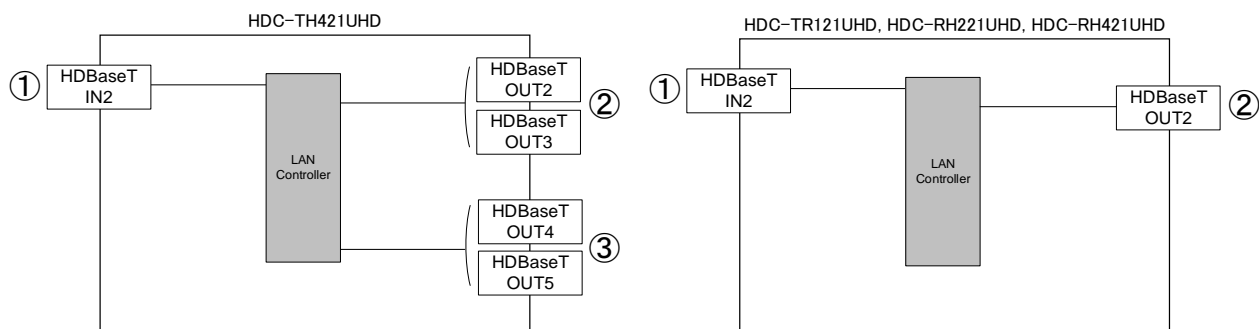 HDC-TH421UHD
①
HDBaseT
IN2
LAN
Controller
HDBaseT
OUT2
HDBaseT
OUT3
②
HDBaseT
OUT4
HDBaseT
OUT5
③
HDC-TR121UHD, HDC-RH221UHD, HDC-RH421UHD
①
HDBaseT
IN2
LAN
Controller
HDBaseT
OUT2
②